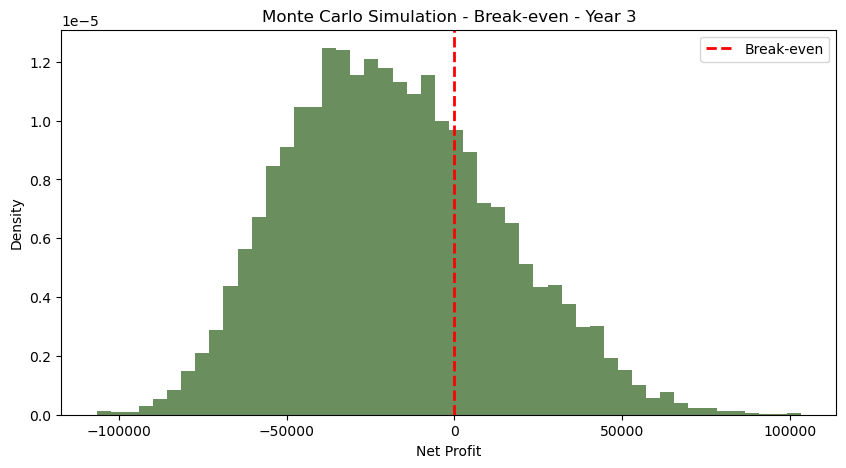 Monte Carlo Simulation - Break-even - Year 3
1e−5
Break-even
1.2
1.0
0.8
0.6
0.4
0.2
0.0
Density
−100000 −50000 0 50000 100000
Net Profit